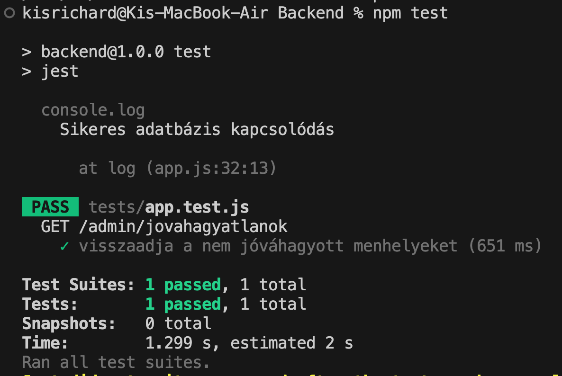 kisrichard@Kis-MacBook-Air Backend % npm test
> backend@1.0.0 test
> jest
console.log
Sikeres adatbázis kapcsolódás
at log (app.js:32:13)
PASS tests/app.test.js
GET /admin/jovahagyatlanok
✓ visszaadja a nem jóváhagyott menhelyeket (651 ms)
Test Suites: 1 passed, 1 total
Tests: 1 passed, 1 total
Snapshots: 0 total
Time: 1.299 s, estimated 2 s
Ran all test suites.